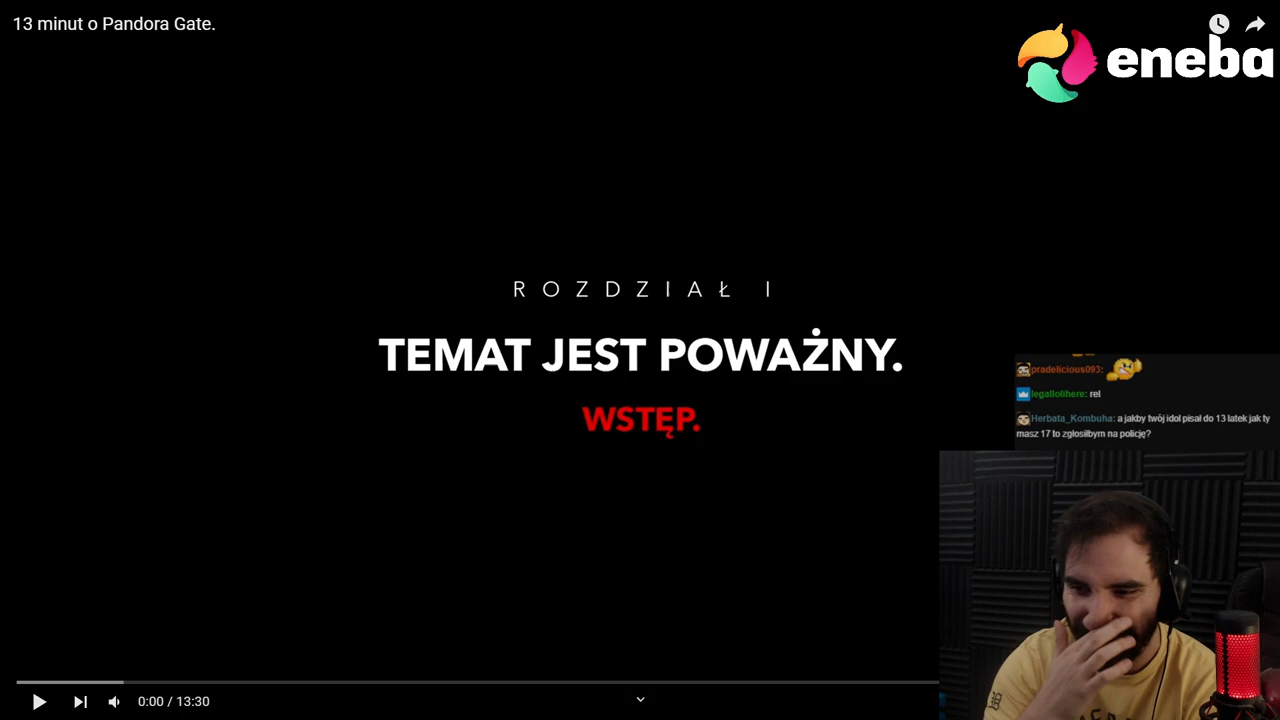 13 minut o Pandora Gate.
eneba
ROZDZIAŁ I
TEMAT JEST POWAŻNY.
WSTĘP.
pradelicious093:
legallolihere: rel
Herbata_Kombuha: a jakby twój idol pisał do 13 latek jak ty
masz 17 to zgłosiłbym na policję?
0:00 / 13:30